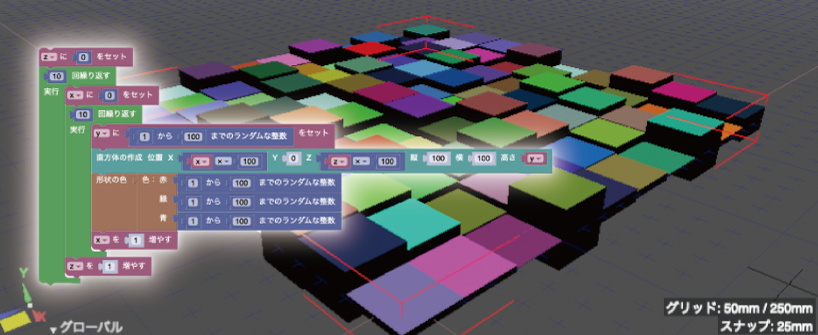 z に 0 をセット
10 回繰り返す
実行 x に 0 をセット
10 回繰り返す
実行 y に 1 から 100 までのランダムな整数 をセット
直方体の作成 位置 X x × 100 Y 0 Z z × 100 縦 100 横 100 高さ y
形状の色 色：赤 1 から 100 までのランダムな整数
緑 1 から 100 までのランダムな整数
青 1 から 100 までのランダムな整数
x を 1 増やす
z を 1 増やす
Y
グローバル
グリッド: 50mm / 250mm
スナップ: 25mm